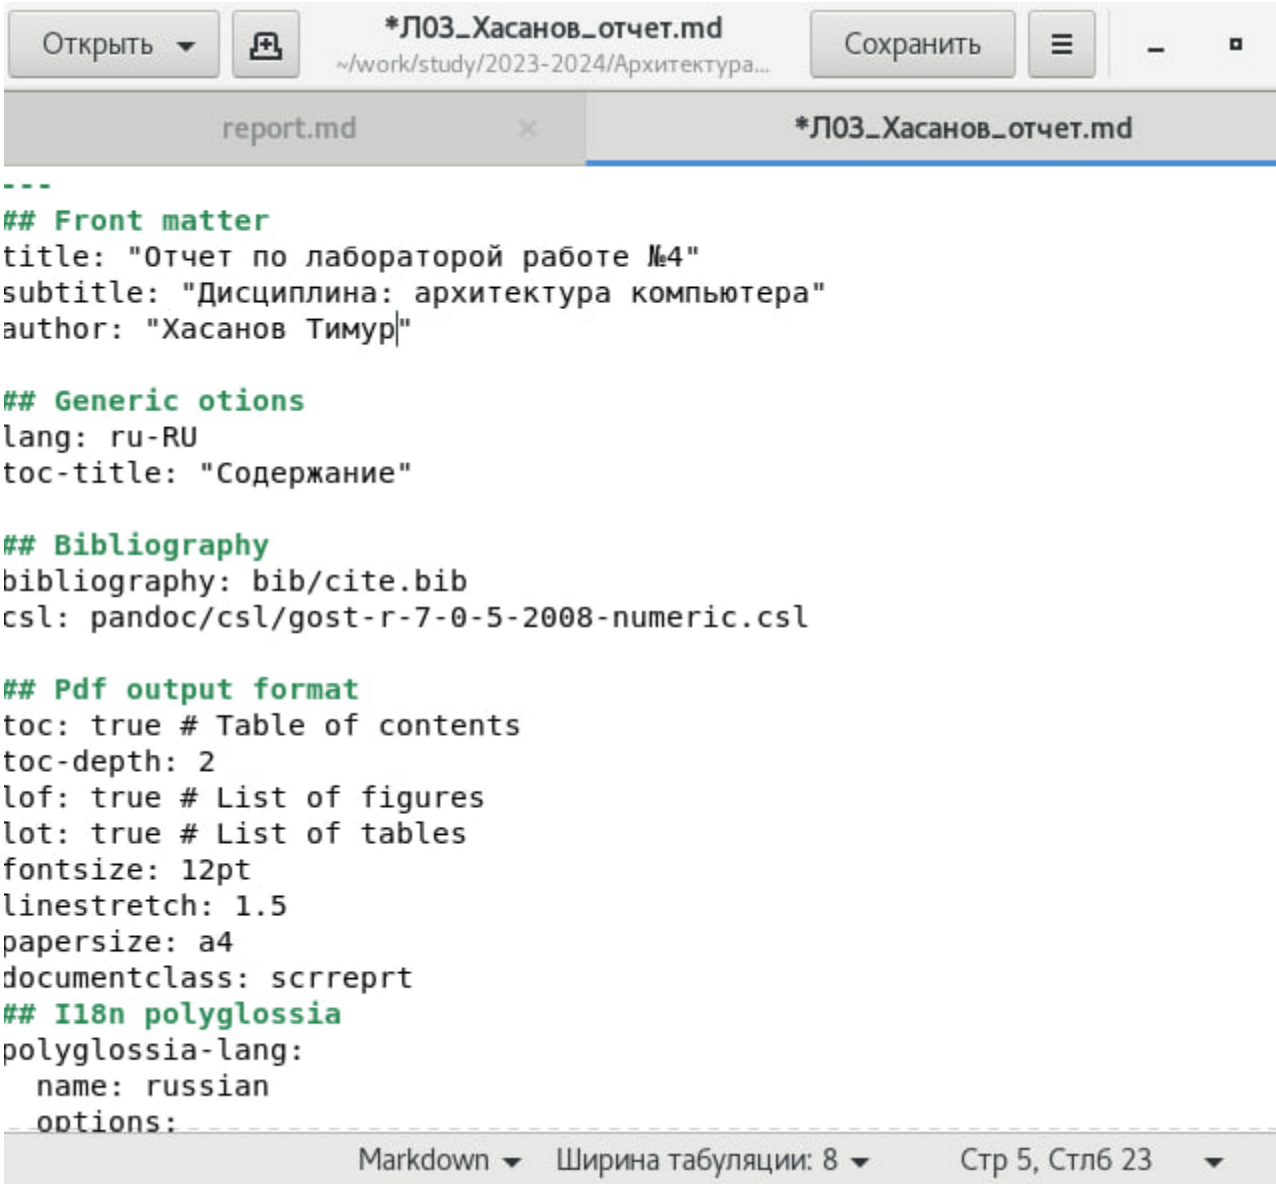 Открыть
*Л03_Хасанов_отчет.md
~/work/study/2023-2024/Архитектура...
Сохранить
report.md
*Л03_Хасанов_отчет.md
---
## Front matter
title: "Отчет по лабораторой работе №4"
subtitle: "Дисциплина: архитектура компьютера"
author: "Хасанов Тимур"
## Generic otions
lang: ru-RU
toc-title: "Содержание"
## Bibliography
bibliography: bib/cite.bib
csl: pandoc/csl/gost-r-7-0-5-2008-numeric.csl
## Pdf output format
toc: true # Table of contents
toc-depth: 2
lof: true # List of figures
lot: true # List of tables
fontsize: 12pt
linestretch: 1.5
papersize: a4
documentclass: scrreprt
## I18n polyglossia
polyglossia-lang:
  name: russian
  options:
Markdown Ширина табуляции: 8 Стр 5, Стлб 23